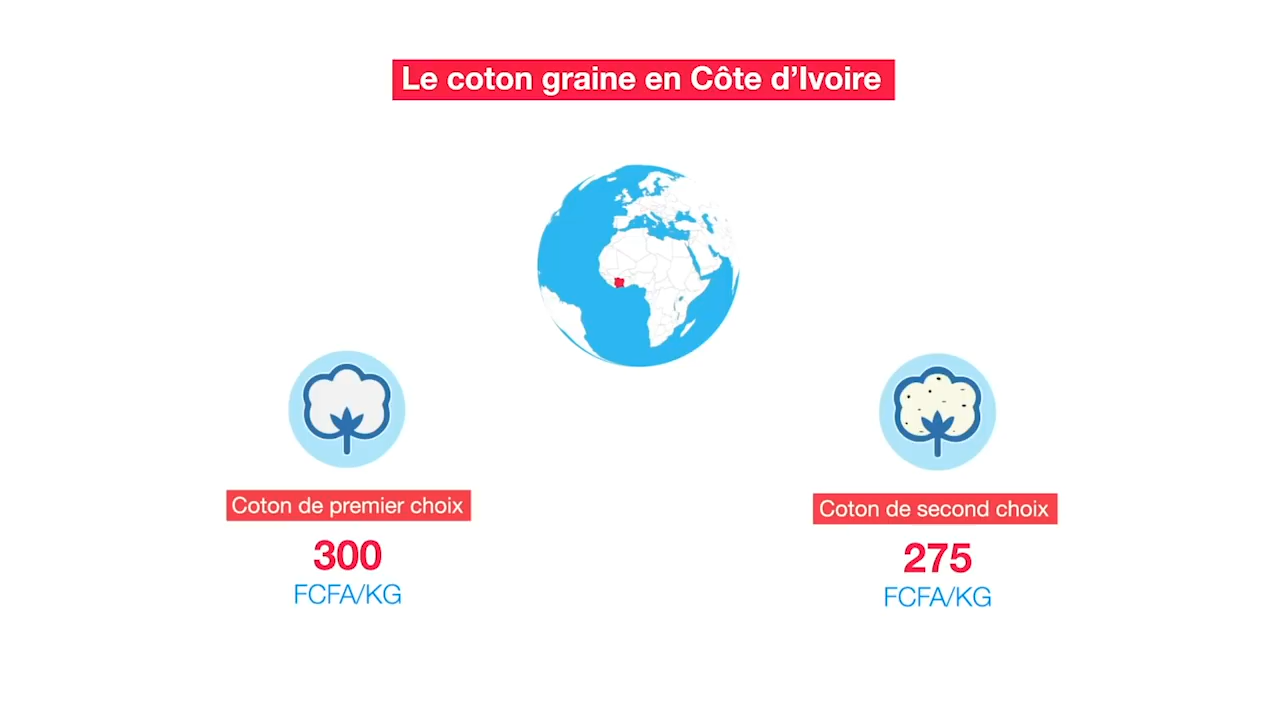 Le coton graine en Côte d’Ivoire
Coton de premier choix
300
FCFA/KG
Coton de second choix
275
FCFA/KG